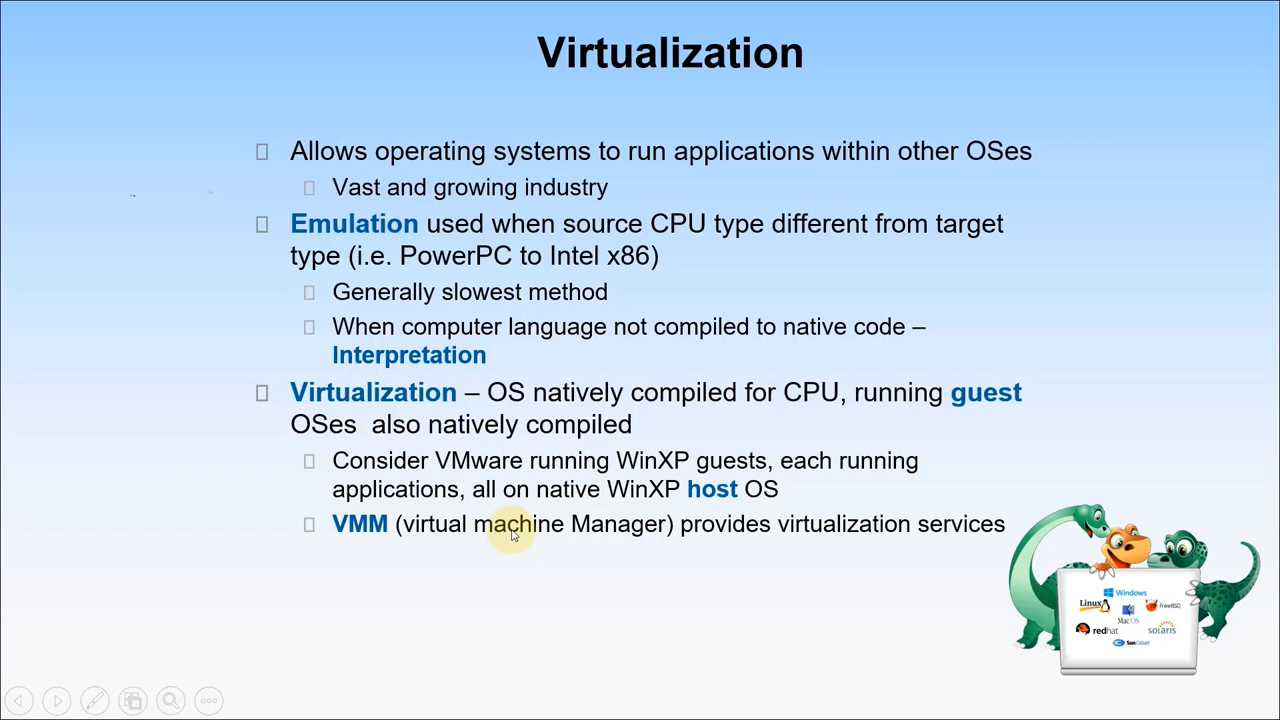 Virtualization
Allows operating systems to run applications within other OSes
Vast and growing industry
Emulation used when source CPU type different from target
type (i.e. PowerPC to Intel x86)
Generally slowest method
When computer language not compiled to native code –
Interpretation
Virtualization – OS natively compiled for CPU, running guest
OSes also natively compiled
Consider VMware running WinXP guests, each running
applications, all on native WinXP host OS
VMM (virtual machine Manager) provides virtualization services
Windows
Linux
FreeBSD
Mac OS
redhat
solaris
Sun Cobalt